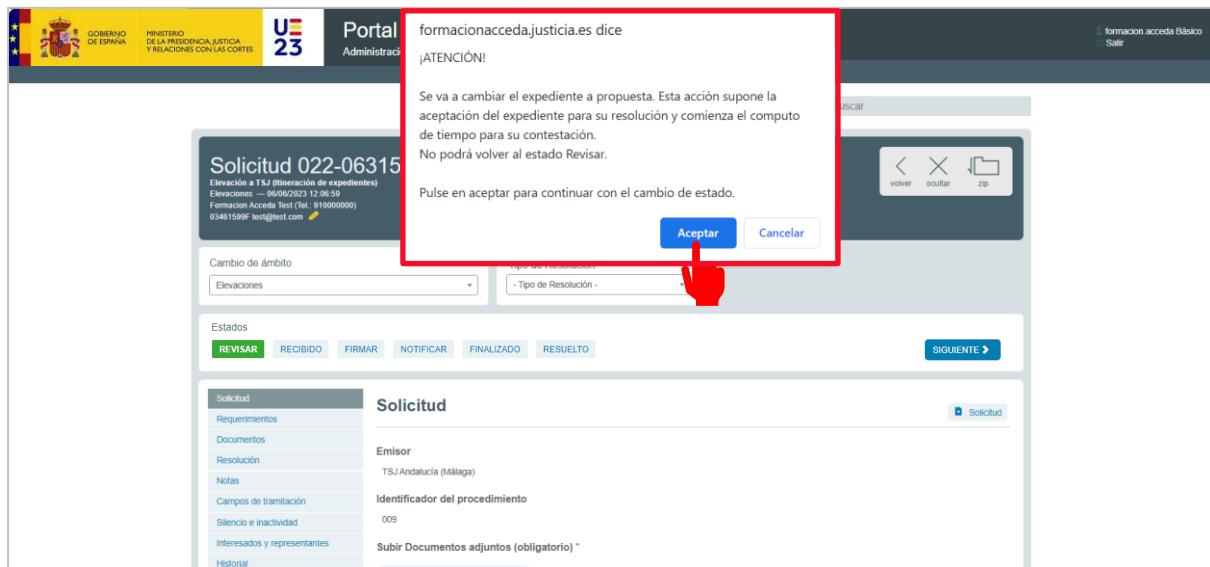 GOBIERNO
DE ESPAÑA
MINISTERIO
DE LA PRESIDENCIA, JUSTICIA
Y RELACIONES CON LAS CORTES
UE
23
Portal
Administraci
formacion.acceda Básico
Salir
formacionacceda.justicia.es dice
¡ATENCIÓN!
Se va a cambiar el expediente a propuesta. Esta acción supone la
aceptación del expediente para su resolución y comienza el computo
de tiempo para su contestación.
No podrá volver al estado Revisar.
Pulse en aceptar para continuar con el cambio de estado.
Aceptar
Cancelar
uscar
Solicitud 022-06315
Elevación a TSJ (Itineración de expedientes)
Elevaciones — 06/06/2023 12:06:59
Formacion Acceda Test (Tel.: 910000000)
03461599F test@test.com
volver
ocultar
zip
Cambio de ámbito
Elevaciones
Tipo de Resolución
- Tipo de Resolución -
Estados
REVISAR
RECIBIDO
FIRMAR
NOTIFICAR
FINALIZADO
RESUELTO
SIGUIENTE
Solicitud
Requerimientos
Documentos
Resolución
Notas
Campos de tramitación
Silencio e inactividad
Interesados y representantes
Historial
Solicitud
Solicitud
Emisor
TSJ Andalucía (Málaga)
Identificador del procedimiento
009
Subir Documentos adjuntos (obligatorio) *